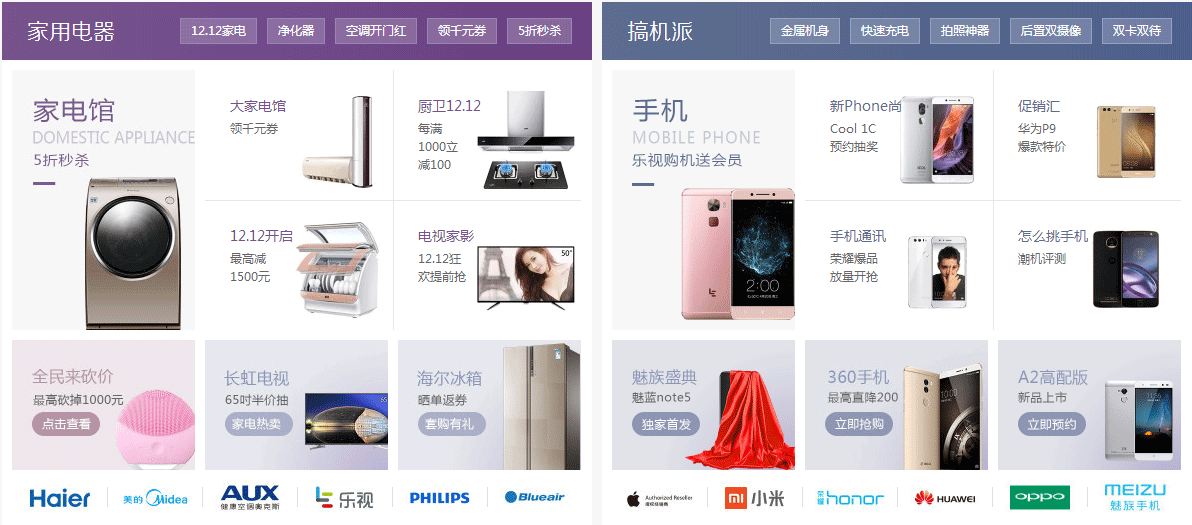 家用电器
12.12家电
净化器
空调开门红
领千元券
5折秒杀
家电馆
DOMESTIC APPLIANCE
5折秒杀
大家电馆
领千元券
厨卫12.12
每满
1000立
减100
12.12开启
最高减
1500元
电视家影
12.12狂
欢提前抢
50"
全民来砍价
最高砍掉1000元
点击查看
长虹电视
65吋半价抽
家电热卖
海尔冰箱
晒单返券
套购有礼
Haier
美的 Midea
AUX
健康空调奥克斯
乐视
PHILIPS
Blueair
搞机派
金属机身
快速充电
拍照神器
后置双摄像
双卡双待
手机
MOBILE PHONE
乐视购机送会员
2:00
新Phone尚
Cool 1C
预约抽奖
促销汇
华为P9
爆款特价
手机通讯
荣耀爆品
放量开抢
怎么挑手机
潮机评测
魅族盛典
魅蓝note5
独家首发
360手机
最高直降200
立即抢购
A2高配版
新品上市
立即预约
Authorized Reseller
授权经销商
mi 小米
荣耀 honor
HUAWEI
oppo
MEIZU
魅族手机